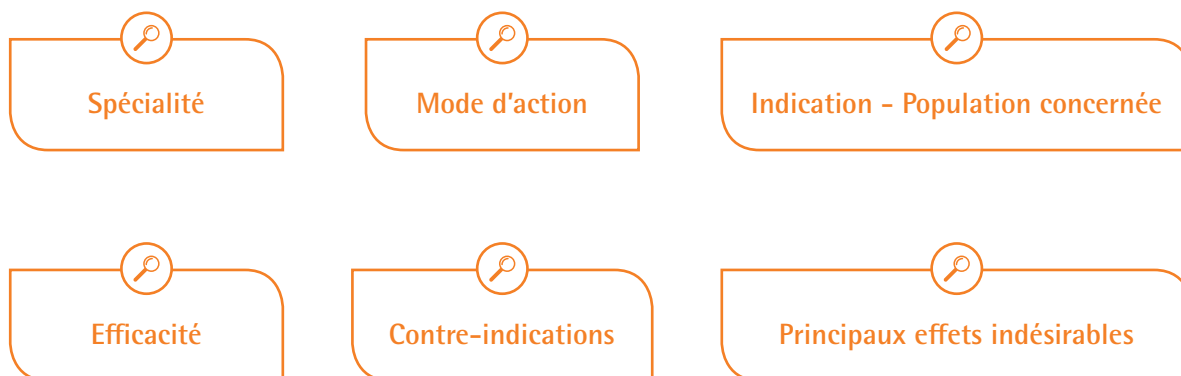 Spécialité
Mode d'action
Indication - Population concernée
Efficacité
Contre-indications
Principaux effets indésirables